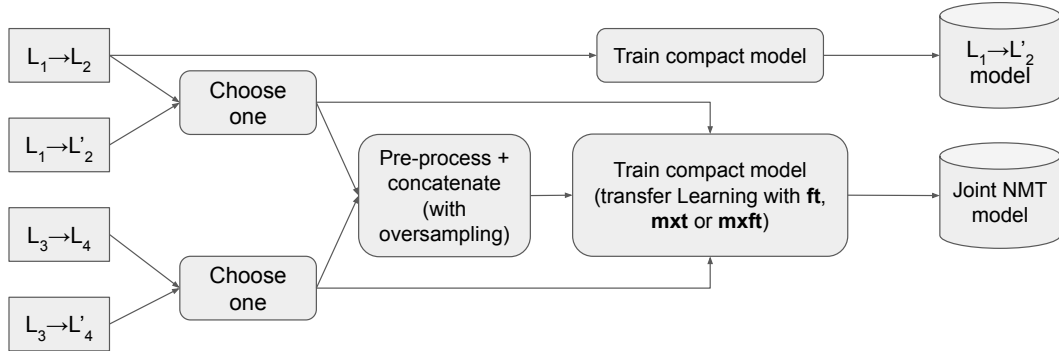 L₁→L₂
L₁→L'₂
L₃→L₄
L₃→L'₄
Choose
one
Choose
one
Pre-process +
concatenate
(with
oversampling)
Train compact model
Train compact model
(transfer Learning with ft,
mxt or mxft)
L₁→L'₂
model
Joint NMT
model